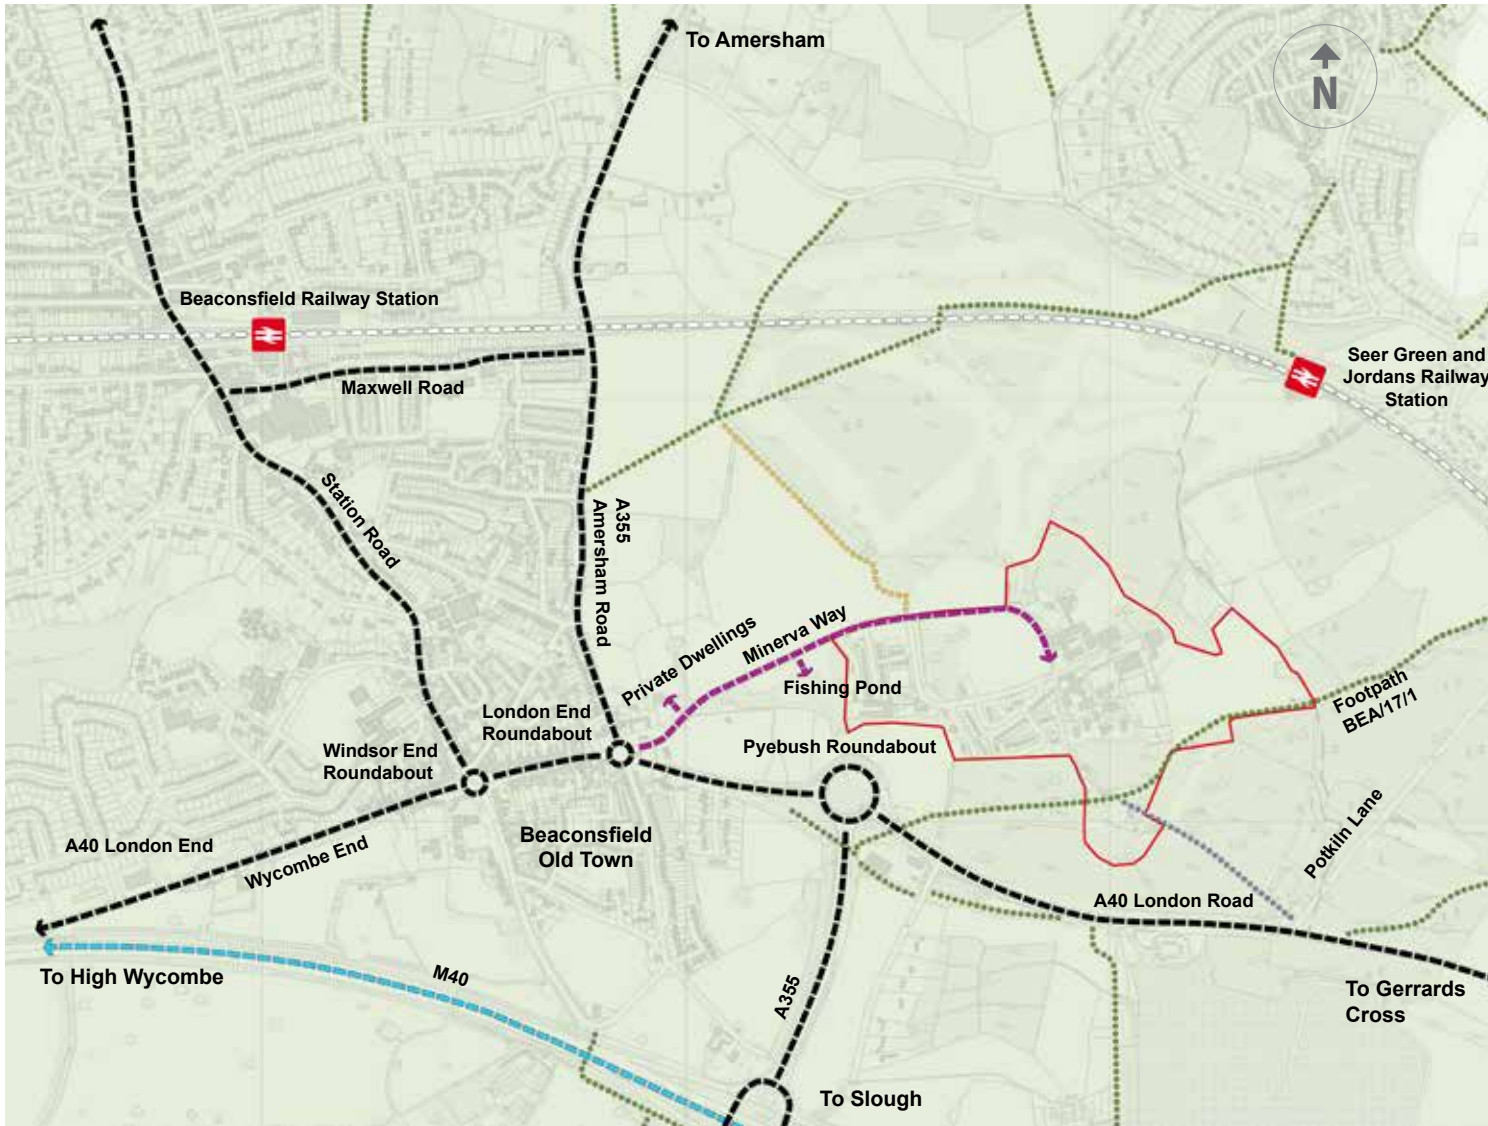 To Amersham
N
Beaconsfield Railway Station
Maxwell Road
Seer Green and
Jordans Railway
Station
Station Road
A355
Amersham Road
Private Dwellings
Minerva Way
Fishing Pond
Footpath
BEA/17/1
London End
Roundabout
Windsor End
Roundabout
Pyebush Roundabout
Beaconsfield
Old Town
A40 London End
Wycombe End
Potkiln Lane
A40 London Road
To High Wycombe
M40
A355
To Gerrards
Cross
To Slough